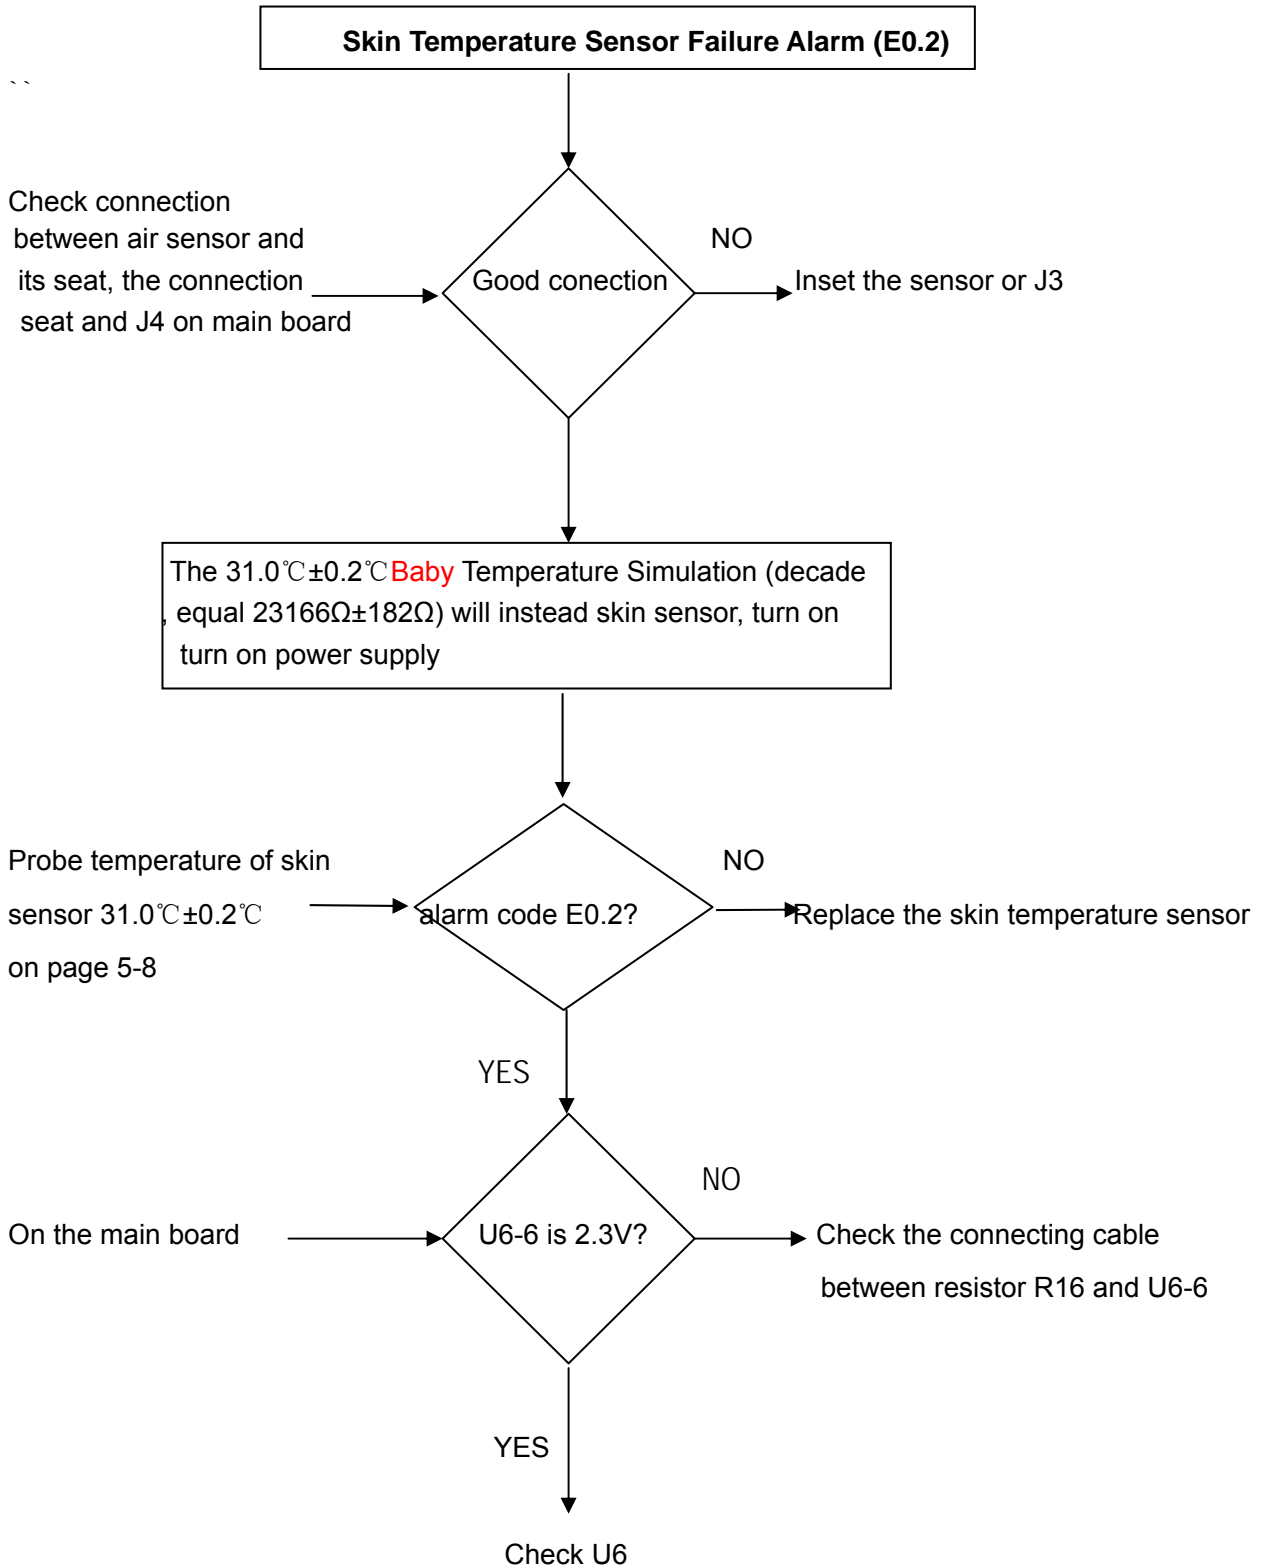 Skin Temperature Sensor Failure Alarm (E0.2)
` `
Check connection
between air sensor and
its seat, the connection
seat and J4 on main board
Good conection
NO
Inset the sensor or J3
The 31.0℃±0.2℃Baby Temperature Simulation (decade
, equal 23166Ω±182Ω) will instead skin sensor, turn on
turn on power supply
Probe temperature of skin
sensor 31.0℃±0.2℃
on page 5-8
alarm code E0.2?
NO
Replace the skin temperature sensor
YES
On the main board
U6-6 is 2.3V?
NO
Check the connecting cable
between resistor R16 and U6-6
YES
Check U6